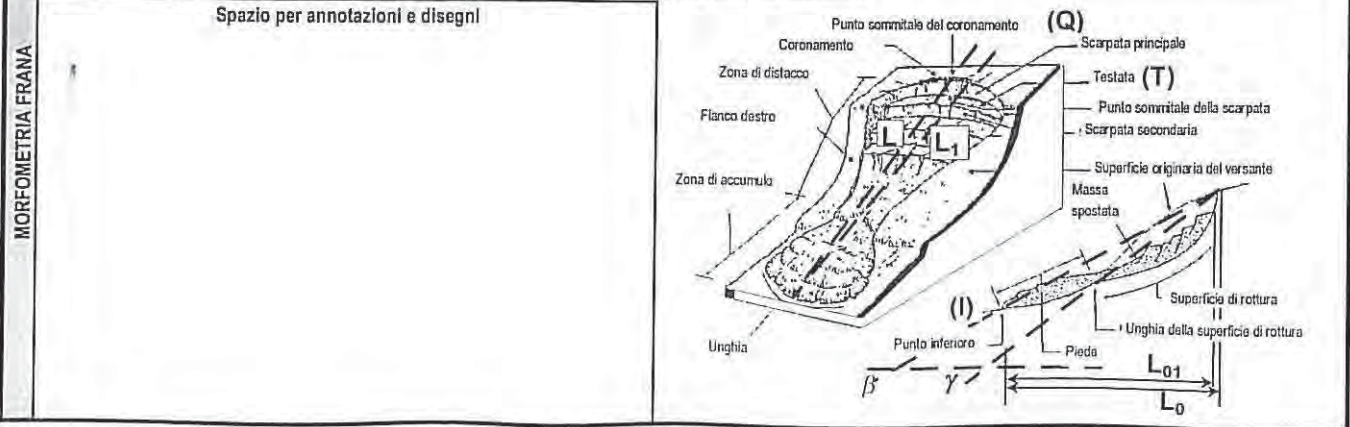 MORFOMETRIA FRANA
Spazio per annotazioni e disegni
Punto sommitale del coronamento (Q)
Coronamento
Scarpata principale
Zona di distacco
Testata (T)
Punto sommitale della scarpata
Fianco destro
Scarpata secondaria
L
L₁
Superficie originaria del versante
Zona di accumulo
Massa
spostata
Superficie di rottura
(I)
Unghia della superficie di rottura
Punto inferiore
Unghia
Piede
L₀₁
β
γ
L₀